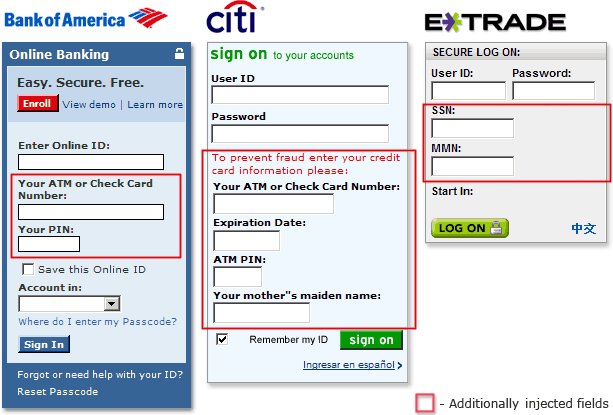 Bank of America
Online Banking
Easy. Secure. Free.
Enroll View demo | Learn more
Enter Online ID:
Your ATM or Check Card
Number:
Your PIN:
Save this Online ID
Account in:
Where do I enter my Passcode?
Sign In
Forgot or need help with your ID?
Reset Passcode
citi
sign on to your accounts
User ID
Password
To prevent fraud enter your credit
card information please:
Your ATM or Check Card Number:
Expiration Date:
ATM PIN:
Your mother"s maiden name:
Remember my ID sign on
Ingresar en español
E*TRADE
SECURE LOG ON:
User ID: Password:
SSN:
MMN:
Start In:
LOG ON 中文
- Additionally injected fields